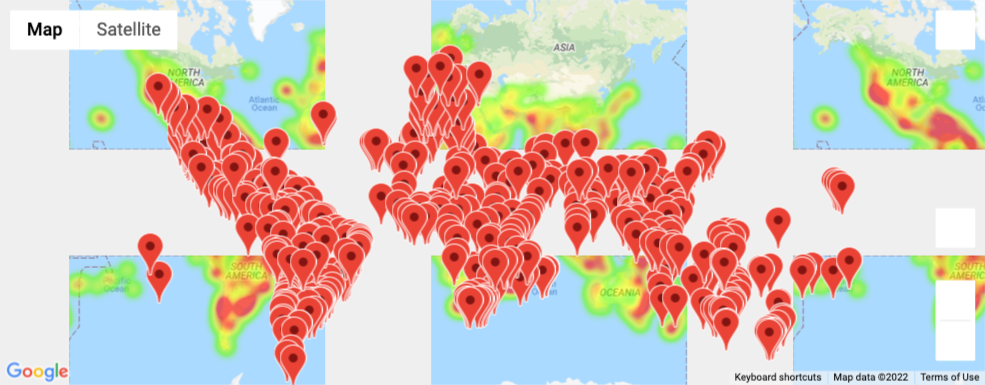 Map Satellite
ASIA
NORTH
AMERICA
NORTH
AMERICA
Atlantic
Ocean
SOUTH
AMERICA
Ocean
OCEANIA
SOUTH
Google
Keyboard shortcuts Map data ©2022 Terms of Use